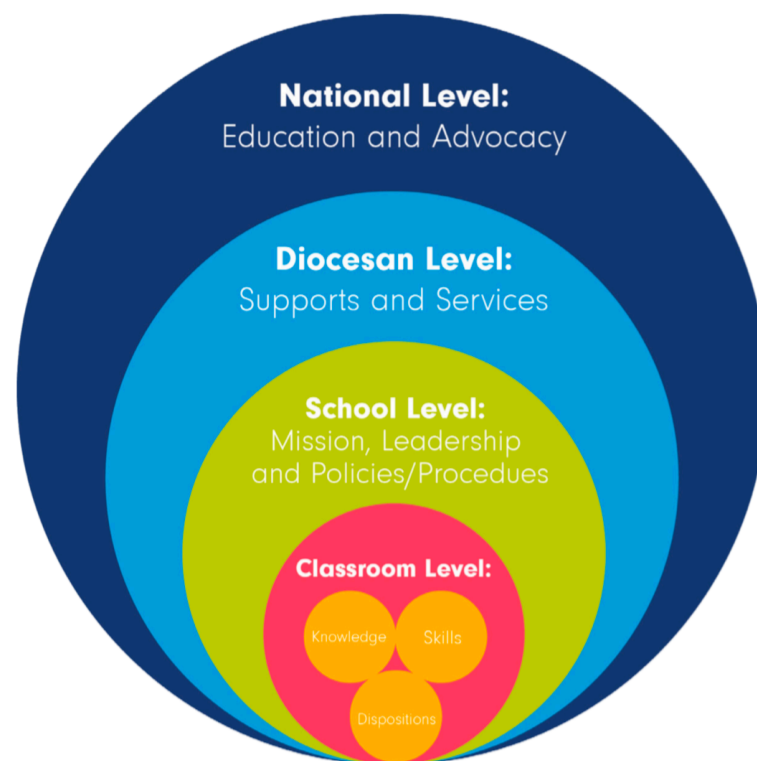 National Level:
Education and Advocacy
Diocesan Level:
Supports and Services
School Level:
Mission, Leadership
and Policies/Procedues
Classroom Level:
Knowledge
Skills
Dispositions